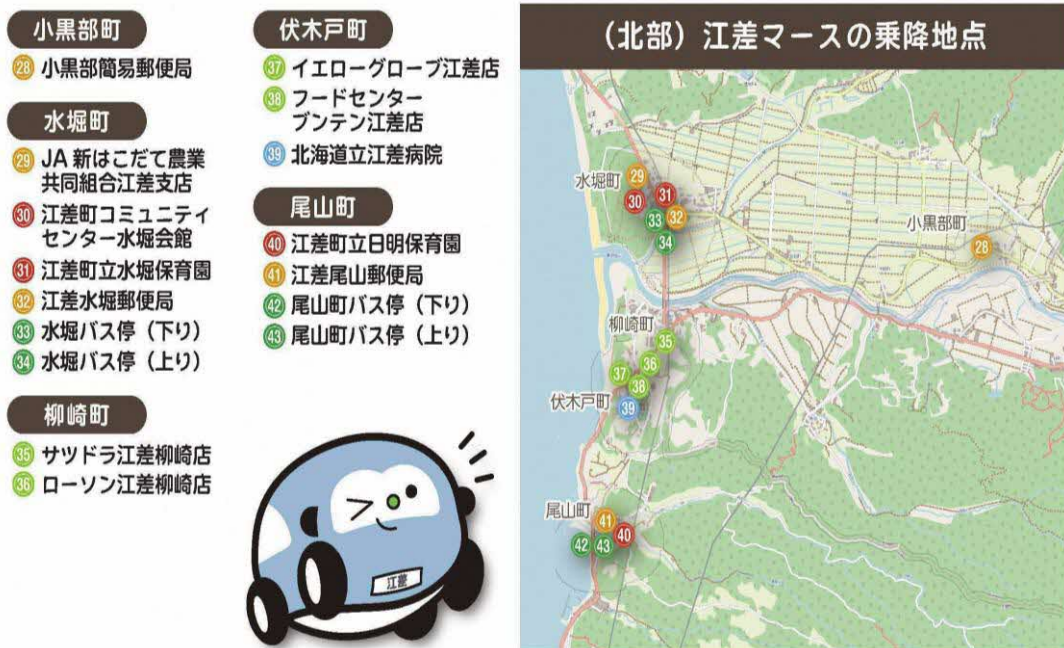 小黒部町
28 小黒部簡易郵便局
水堀町
29 JA 新はこだて農業
共同組合江差支店
30 江差町コミュニティ
センター水堀会館
31 江差町立水堀保育園
32 江差水堀郵便局
33 水堀バス停（下り）
34 水堀バス停（上り）
柳崎町
35 サツドラ江差柳崎店
36 ローソン江差柳崎店
伏木戸町
37 イエローグローブ江差店
38 フードセンター
ブンテン江差店
39 北海道立江差病院
尾山町
40 江差町立日明保育園
41 江差尾山郵便局
42 尾山町バス停（下り）
43 尾山町バス停（上り）
江差
（北部）江差マースの乗降地点
水堀町
29
30
31
33
32
34
小黒部町
28
柳崎町
35
36
37
38
伏木戸町
39
尾山町
41
40
42
43